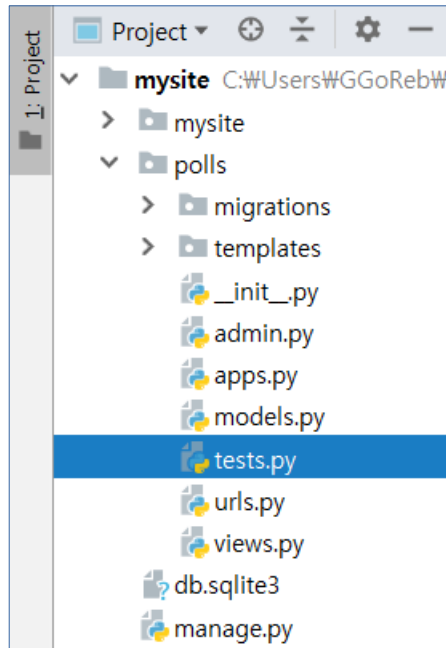 1: Project
Project
mysite C:₩Users₩GGoReb₩
mysite
polls
migrations
templates
__init__.py
admin.py
apps.py
models.py
tests.py
urls.py
views.py
db.sqlite3
manage.py